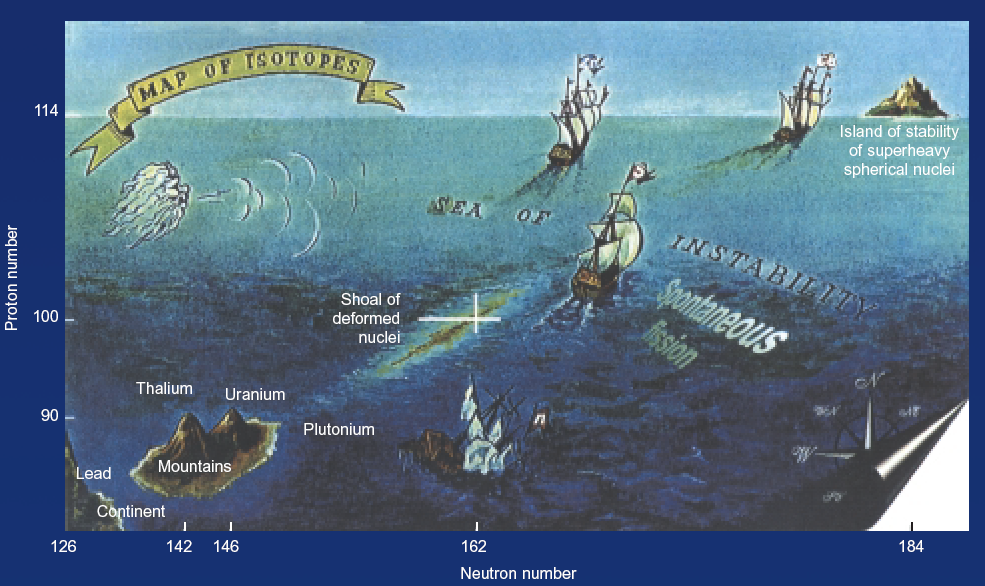 MAP OF ISOTOPES
114
Island of stability
of superheavy
spherical nuclei
SEA OF
INSTABILITY
Proton number
Spontaneous
fission
Shoal of
deformed
nuclei
100
Thalium
Uranium
90
Plutonium
Mountains
Lead
Continent
N
W
126
142
146
162
184
Neutron number